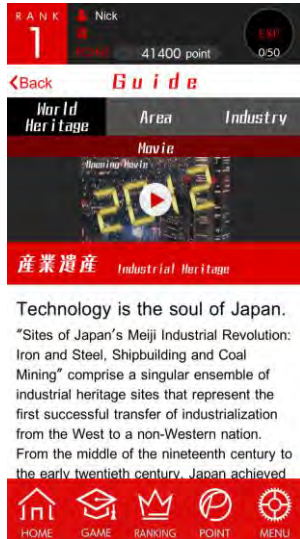 RANK
1
Nick
HOME
41400 point
EXP
0/50
Back
Guide
World Heritage
Area
Industry
Movie
Opening Movie
2012
産業遺産 Industrial Heritage
Technology is the soul of Japan.
"Sites of Japan's Meiji Industrial Revolution:
Iron and Steel, Shipbuilding and Coal
Mining" comprise a singular ensemble of
industrial heritage sites that represent the
first successful transfer of industrialization
from the West to a non-Western nation.
From the middle of the nineteenth century to
the early twentieth century, Japan achieved
HOME
GAME
RANKING
POINT
MENU